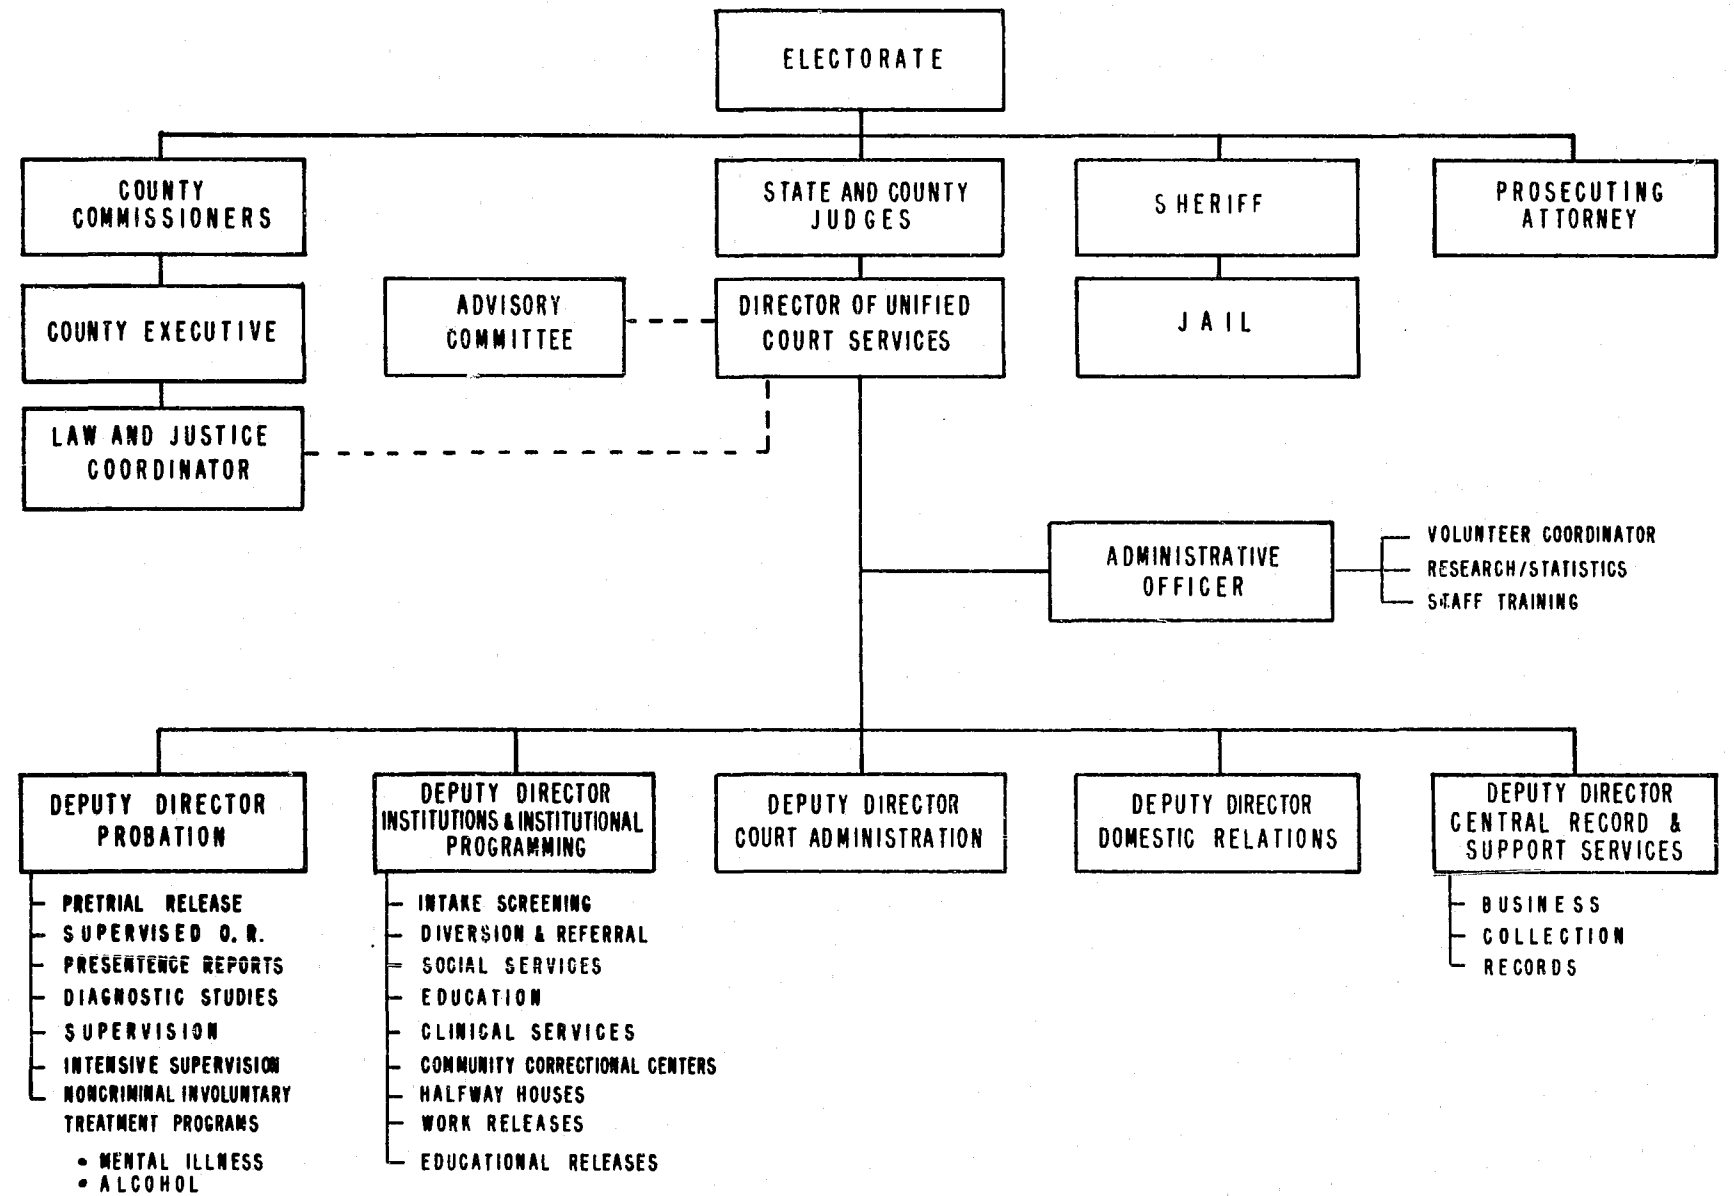 ELECTORATE
COUNTY
COMMISSIONERS
STATE AND COUNTY
JUDGES
SHERIFF
PROSECUTING
ATTORNEY
COUNTY EXECUTIVE
ADVISORY
COMMITTEE
DIRECTOR OF UNIFIED
COURT SERVICES
JAIL
LAW AND JUSTICE
COORDINATOR
ADMINISTRATIVE
OFFICER
VOLUNTEER COORDINATOR
RESEARCH/STATISTICS
STAFF TRAINING
DEPUTY DIRECTOR
PROBATION
PRETRIAL RELEASE
SUPERVISED O.R.
PRESENTENCE REPORTS
DIAGNOSTIC STUDIES
SUPERVISION
INTENSIVE SUPERVISION
NONCRIMINAL INVOLUNTARY
TREATMENT PROGRAMS
• MENTAL ILLNESS
• ALCOHOL
DEPUTY DIRECTOR
INSTITUTIONS & INSTITUTIONAL
PROGRAMMING
INTAKE SCREENING
DIVERSION & REFERRAL
SOCIAL SERVICES
EDUCATION
CLINICAL SERVICES
COMMUNITY CORRECTIONAL CENTERS
HALFWAY HOUSES
WORK RELEASES
EDUCATIONAL RELEASES
DEPUTY DIRECTOR
COURT ADMINISTRATION
DEPUTY DIRECTOR
DOMESTIC RELATIONS
DEPUTY DIRECTOR
CENTRAL RECORD &
SUPPORT SERVICES
BUSINESS
COLLECTION
RECORDS